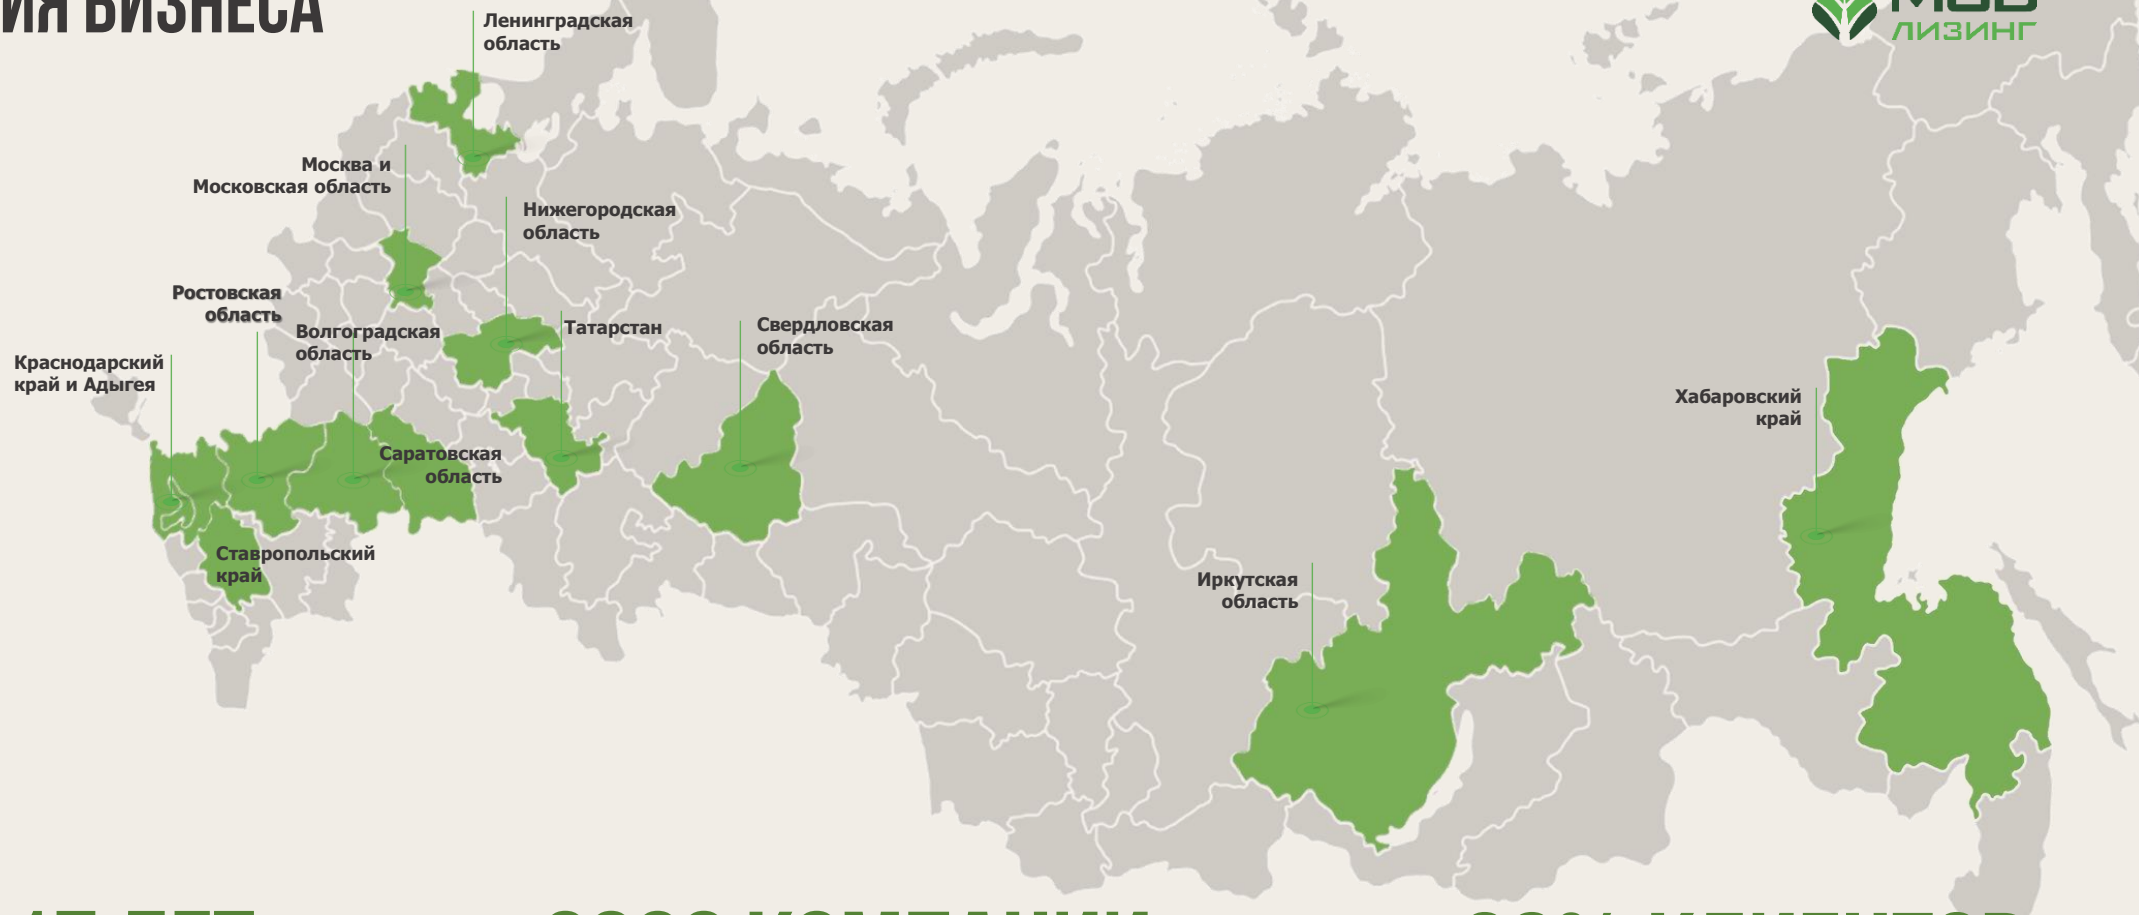 ИЯ БИЗНЕСА
ЛИЗИНГ
Ленинградская
область
Москва и
Московская область
Нижегородская
область
Ростовская
область
Волгоградская
область
Татарстан
Свердловская
область
Краснодарский
край и Адыгея
Хабаровский
край
Саратовская
область
Ставропольский
край
Иркутская
область